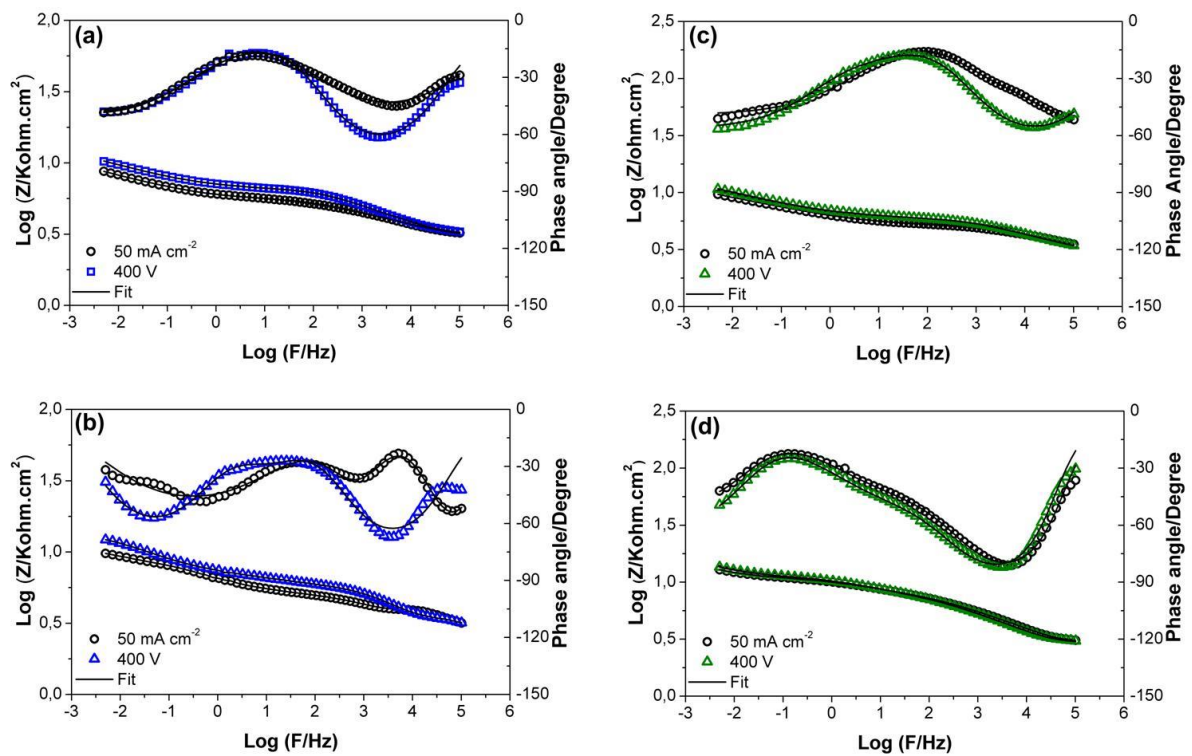 (a)
2,0
1,5
1,0
0,5
0,0
Log (Z/Kohm.cm²)
0
-30
-60
-90
-120
-150
Phase angle/Degree
50 mA cm⁻²
400 V
Fit
-3 -2 -1 0 1 2 3 4 5 6
Log (F/Hz)
(c)
2,5
2,0
1,5
1,0
0,5
0,0
Log (Z/ohm.cm²)
0
-30
-60
-90
-120
-150
Phase Angle/Degree
50 mA cm⁻²
400 V
Fit
-3 -2 -1 0 1 2 3 4 5 6
Log (F/Hz)
(b)
2,0
1,5
1,0
0,5
0,0
Log (Z/Kohm.cm²)
0
-30
-60
-90
-120
-150
Phase angle/Degree
50 mA cm⁻²
400 V
Fit
-3 -2 -1 0 1 2 3 4 5 6
Log (F/Hz)
(d)
2,5
2,0
1,5
1,0
0,5
0,0
Log (Z/Kohm.cm²)
0
-30
-60
-90
-120
-150
Phase angle/Degree
50 mA cm⁻²
400 V
Fit
-3 -2 -1 0 1 2 3 4 5 6
Log (F/Hz)